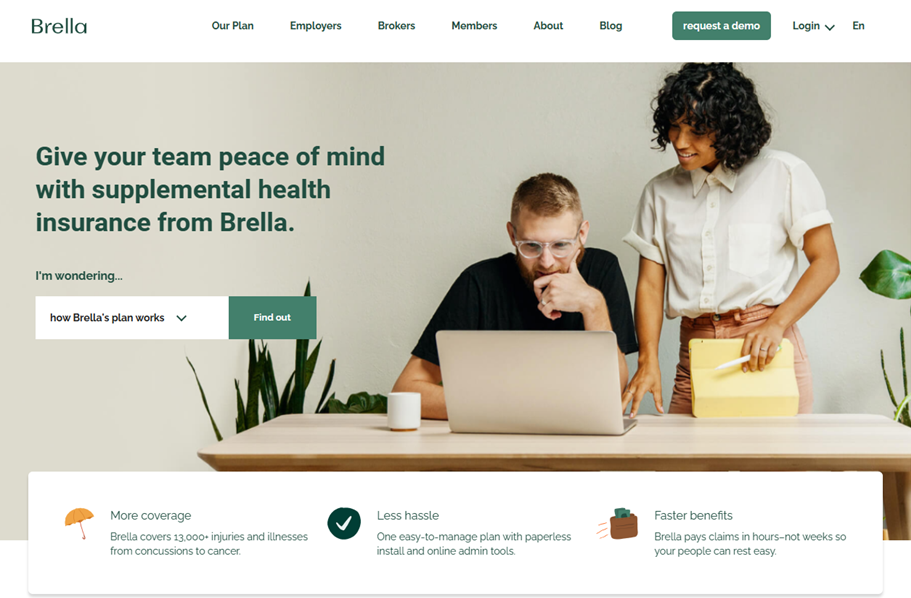 Brella
Our Plan
Employers
Brokers
Members
About
Blog
request a demo
Login
En
Give your team peace of mind
with supplemental health
insurance from Brella.
I'm wondering...
how Brella's plan works
Find out
More coverage
Brella covers 13,000+ injuries and illnesses
from concussions to cancer.
Less hassle
One easy-to-manage plan with paperless
install and online admin tools.
Faster benefits
Brella pays claims in hours–not weeks so
your people can rest easy.